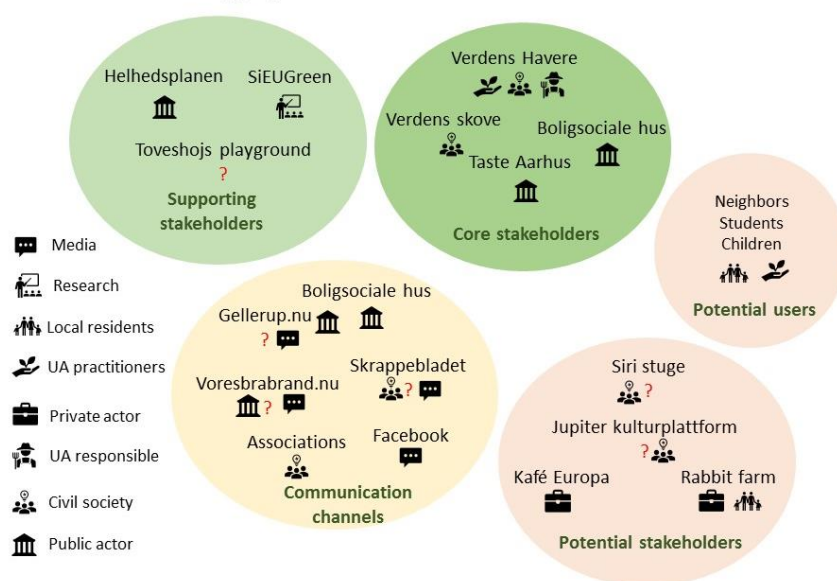 Helhedsplanen
SiEUGreen
Toveshojs playground
?
Supporting
stakeholders
Verdens Havere
Verdens skove
Boligsociale hus
Taste Aarhus
Core stakeholders
Neighbors
Students
Children
Potential users
Media
Research
Local residents
UA practitioners
Private actor
UA responsible
Civil society
Public actor
Boligsociale hus
Gellerup.nu
?
Skrappebladet
?
Voresbrabrand.nu
?
Associations
Facebook
Communication
channels
Siri stuge
?
Jupiter kulturplattform
?
Kafé Europa
Rabbit farm
Potential stakeholders